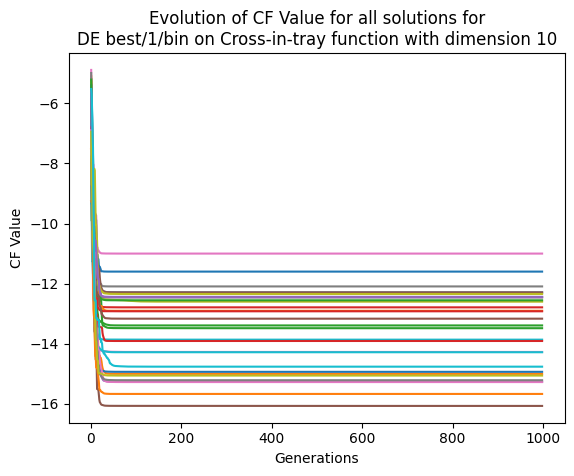 Evolution of CF Value for all solutions for
DE best/1/bin on Cross-in-tray function with dimension 10
−6
−8
−10
−12
−14
−16
CF Value
0 200 400 600 800 1000
Generations